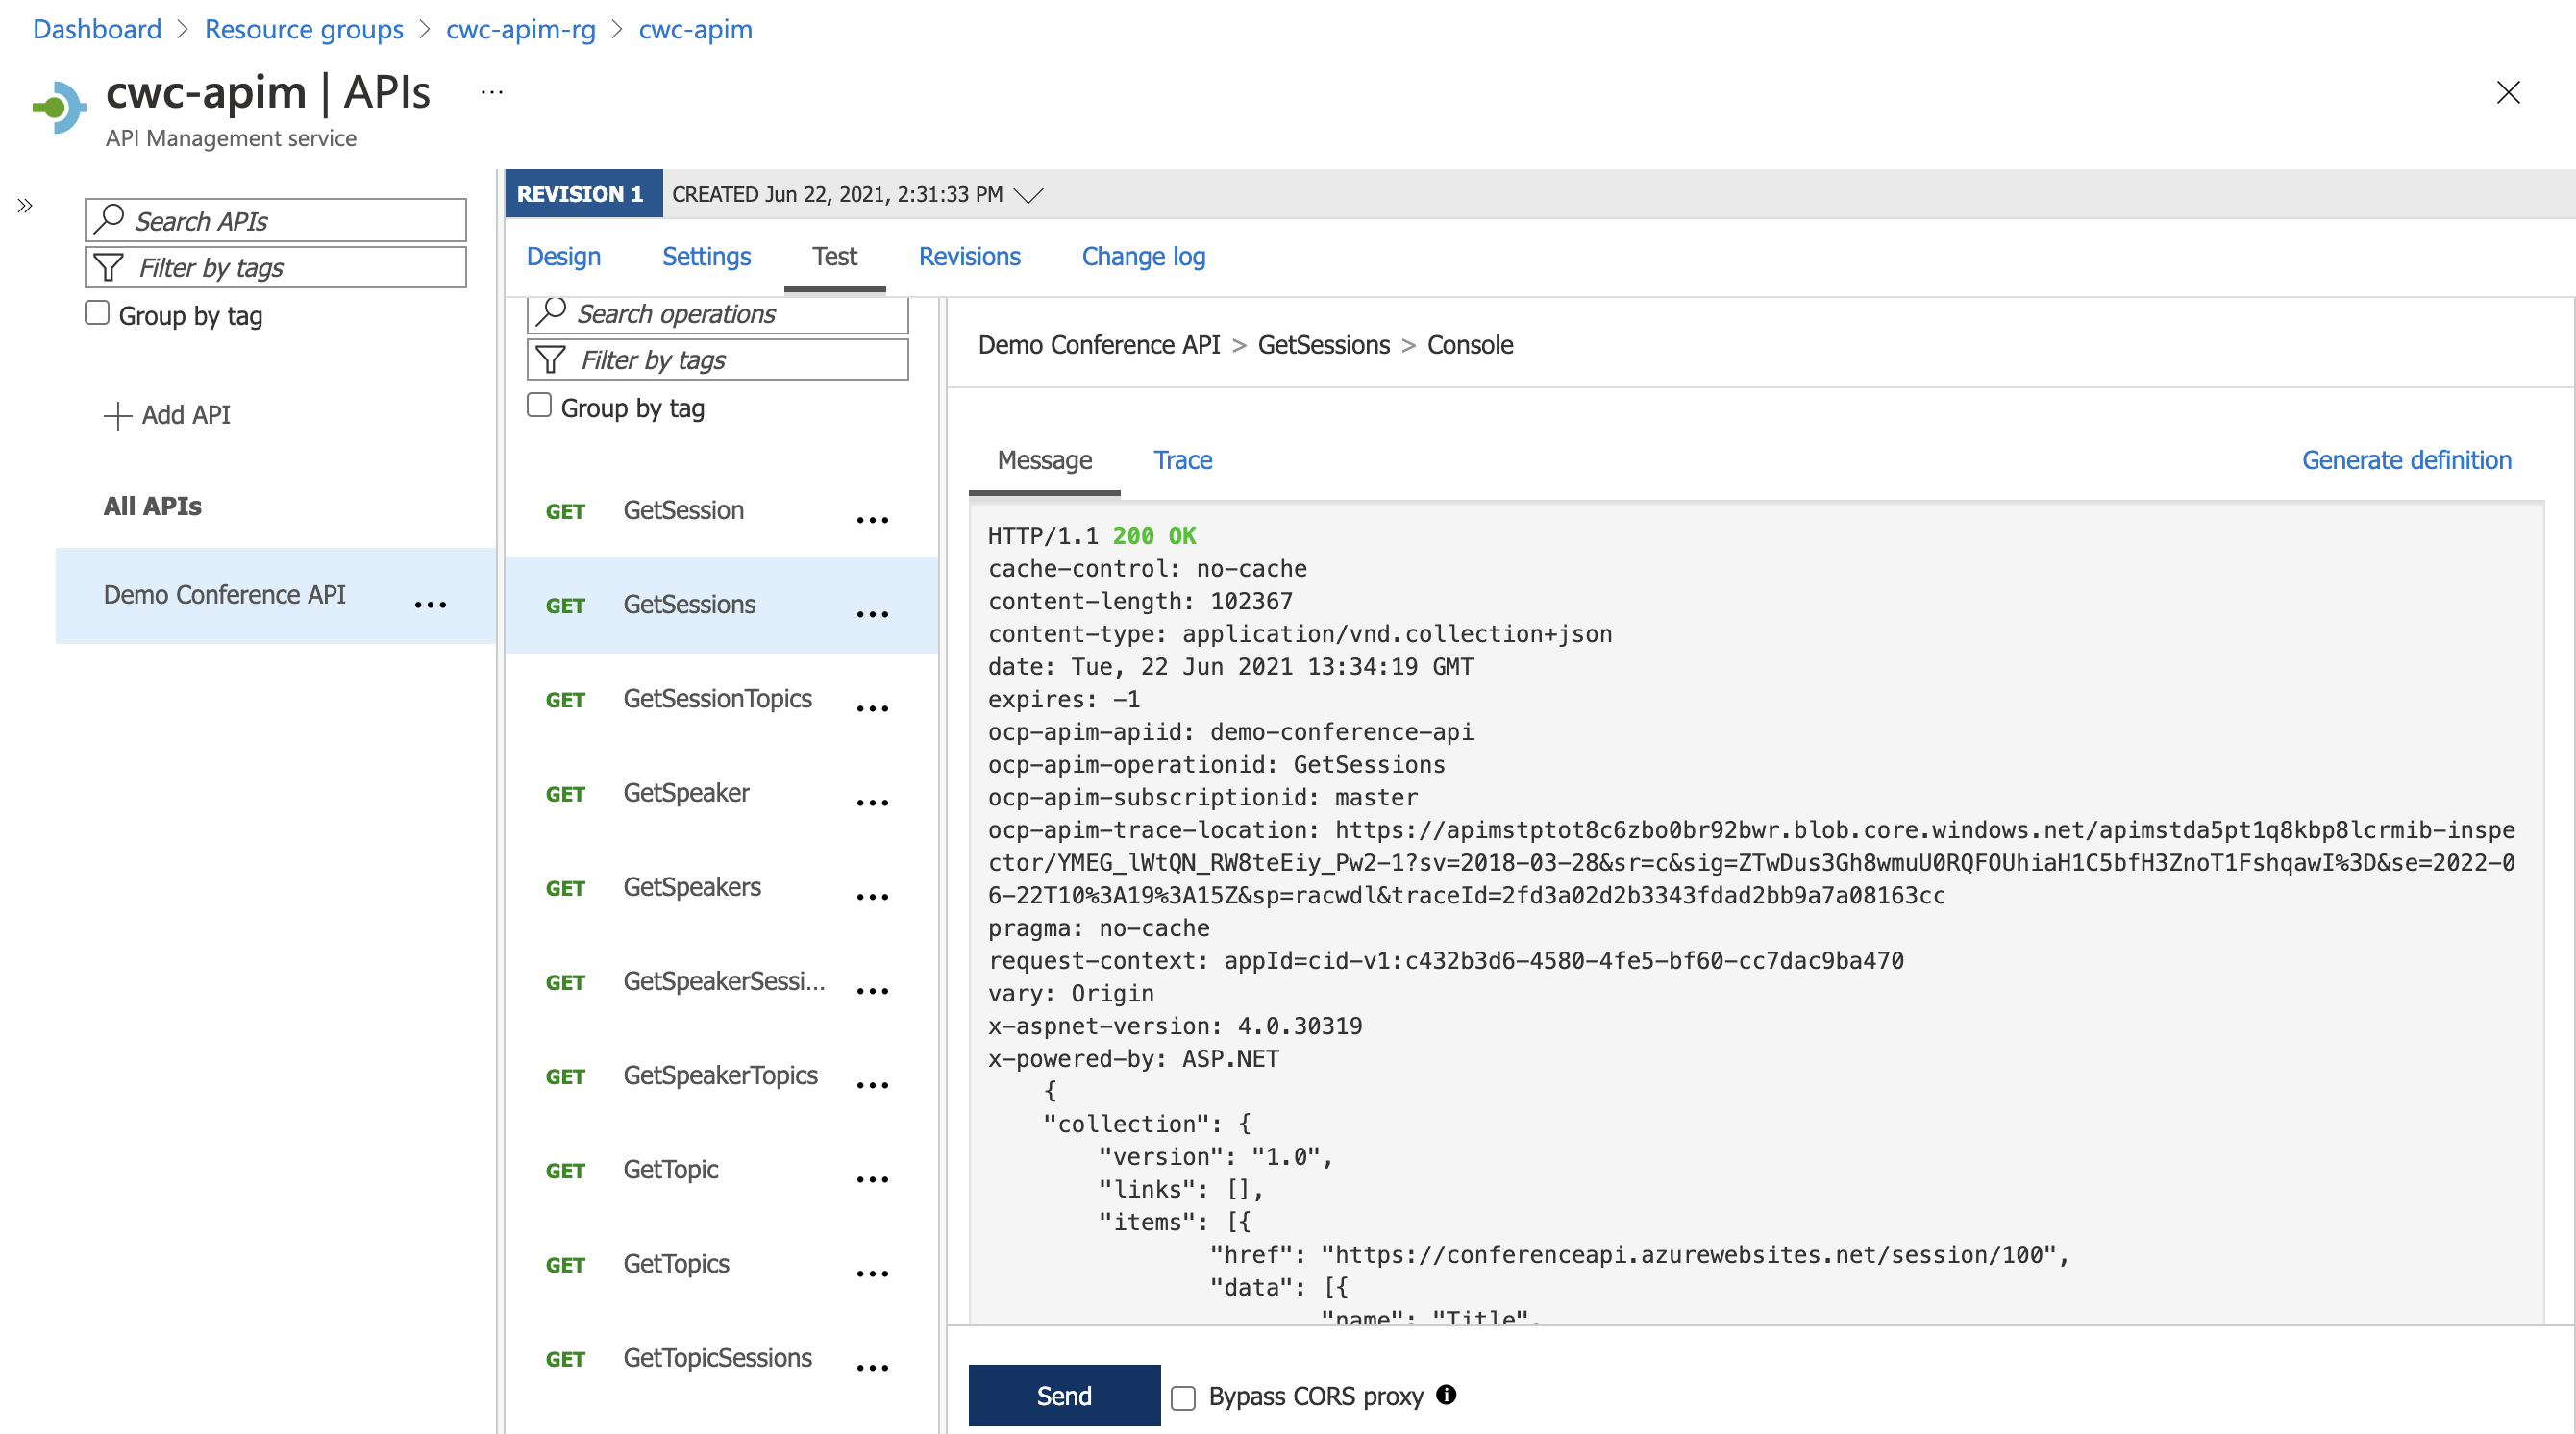 Dashboard > Resource groups > cwc-apim-rg > cwc-apim
cwc-apim | APIs ...
API Management service
Search APIs
Filter by tags
Group by tag
Add API
All APIs
Demo Conference API
REVISION 1 CREATED Jun 22, 2021, 2:31:33 PM
Design Settings Test Revisions Change log
Search operations
Filter by tags
Group by tag
GET GetSession
GET GetSessions
GET GetSessionTopics
GET GetSpeaker
GET GetSpeakers
GET GetSpeakerSessi...
GET GetSpeakerTopics
GET GetTopic
GET GetTopics
GET GetTopicSessions
Demo Conference API > GetSessions > Console
Message Trace Generate definition
HTTP/1.1 200 OK
cache-control: no-cache
content-length: 102367
content-type: application/vnd.collection+json
date: Tue, 22 Jun 2021 13:34:19 GMT
expires: -1
ocp-apim-apiid: demo-conference-api
ocp-apim-operationid: GetSessions
ocp-apim-subscriptionid: master
ocp-apim-trace-location: https://apimstptot8c6zbo0br92bwr.blob.core.windows.net/apimstda5pt1q8kbp8lcrmib-inspe
ctor/YMEG_lWtQN_RW8teEiy_Pw2-1?sv=2018-03-28&sr=c&sig=ZTwDus3Gh8wmuU0RQFOUhiaH1C5bfH3ZnoT1FshqawI%3D&se=2022-0
6-22T10%3A19%3A15Z&sp=racwdl&traceId=2fd3a02d2b3343fdad2bb9a7a08163cc
pragma: no-cache
request-context: appId=cid-v1:c432b3d6-4580-4fe5-bf60-cc7dac9ba470
vary: Origin
x-aspnet-version: 4.0.30319
x-powered-by: ASP.NET
{
"collection": {
"version": "1.0",
"links": [],
"items": [{
"href": "https://conferenceapi.azurewebsites.net/session/100",
"data": [{
"name": "Title",
Send Bypass CORS proxy